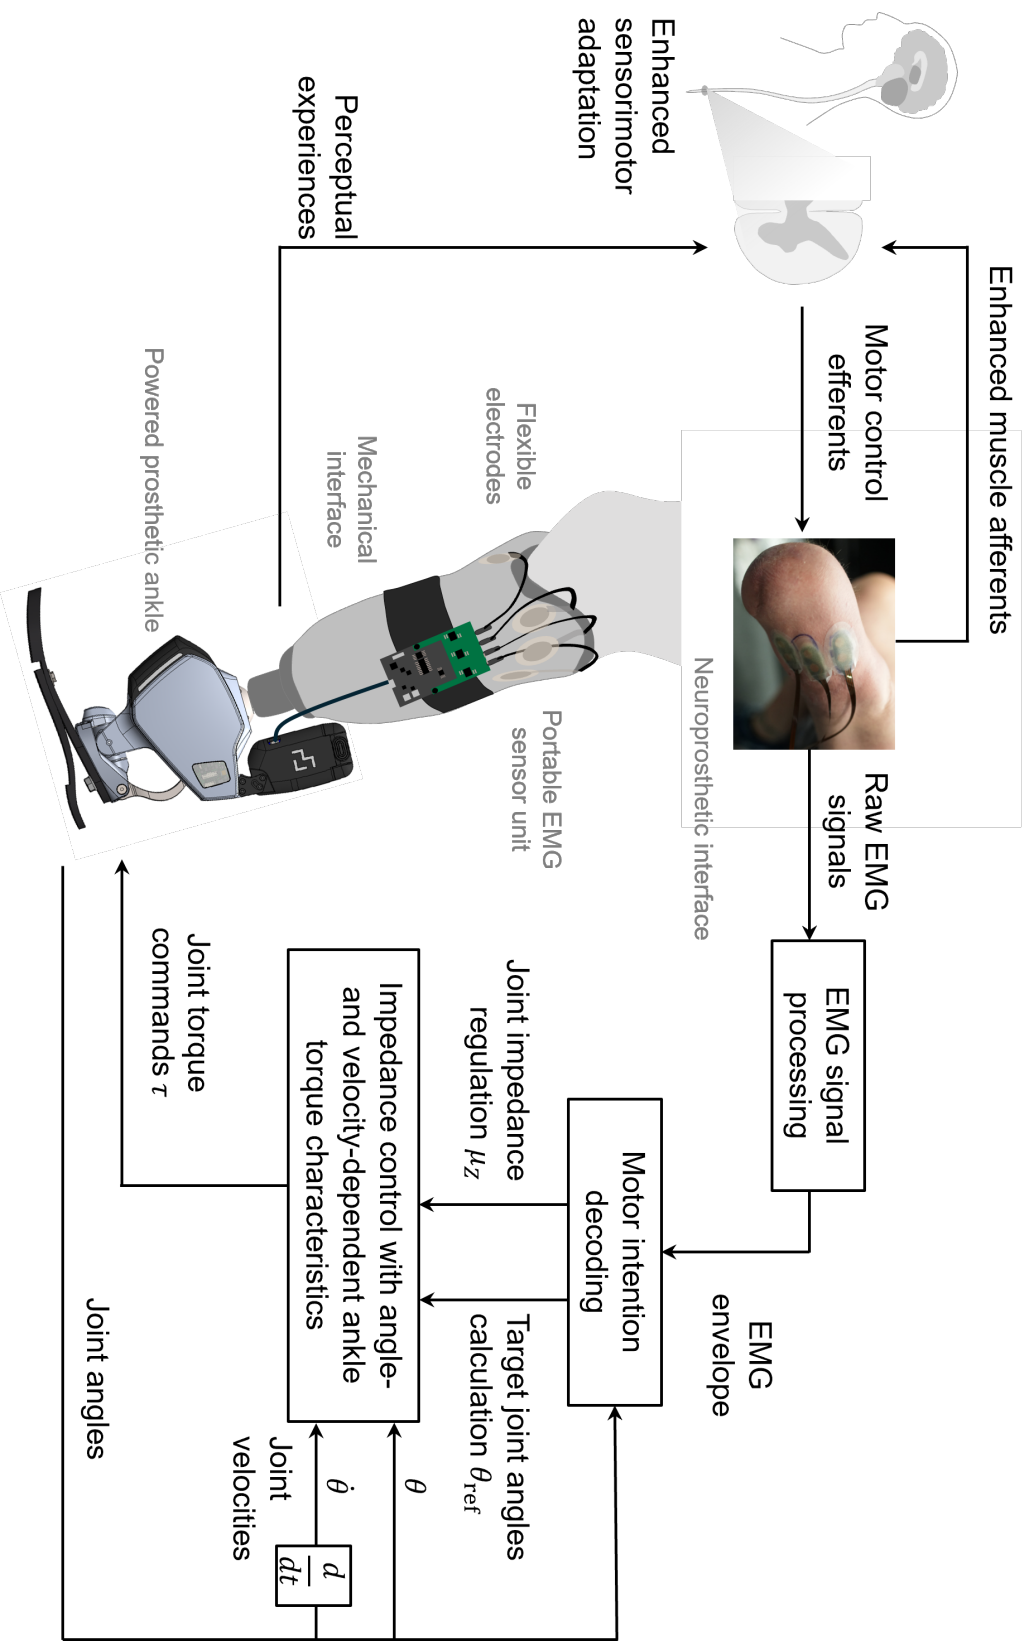 Enhanced muscle afferents
Motor control
efferents
Raw EMG
signals
EMG signal
processing
EMG
envelope
Enhanced
sensorimotor
adaptation
Neuroprosthetic interface
Flexible
electrodes
Portable EMG
sensor unit
Motor intention
decoding
Joint impedance
regulation μ_Z
Target joint angles
calculation θ_ref
Mechanical
interface
Perceptual
experiences
Impedance control with angle-
and velocity-dependent ankle
torque characteristics
θ
θ̇
Joint
velocities
d
dt
Powered prosthetic ankle
Joint torque
commands τ
Joint angles